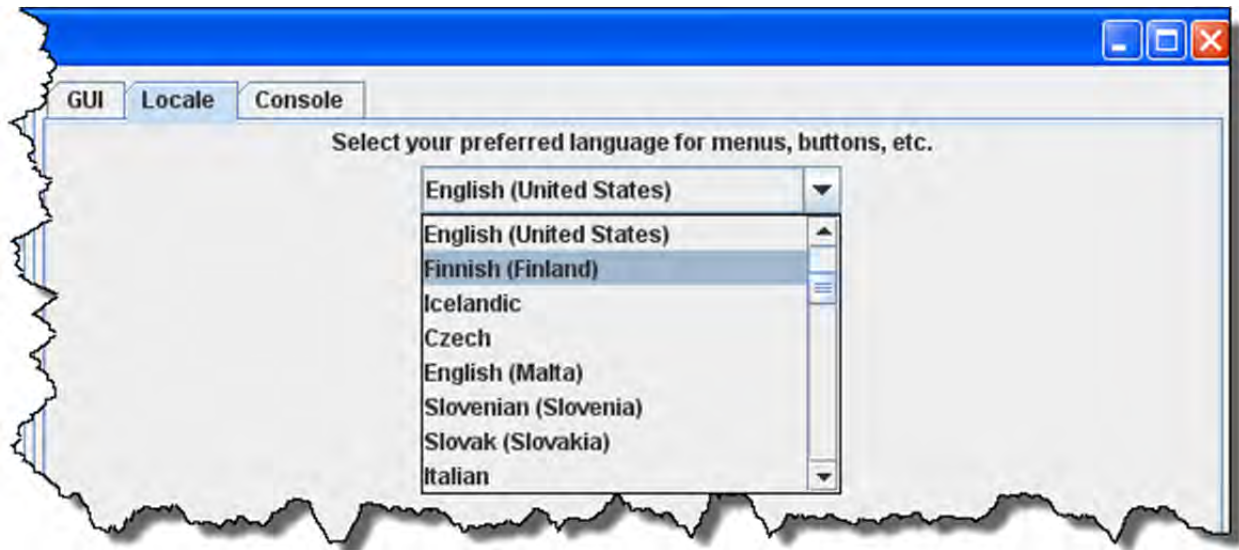 GUI Locale Console
Select your preferred language for menus, buttons, etc.
English (United States)
English (United States)
Finnish (Finland)
Icelandic
Czech
English (Malta)
Slovenian (Slovenia)
Slovak (Slovakia)
Italian